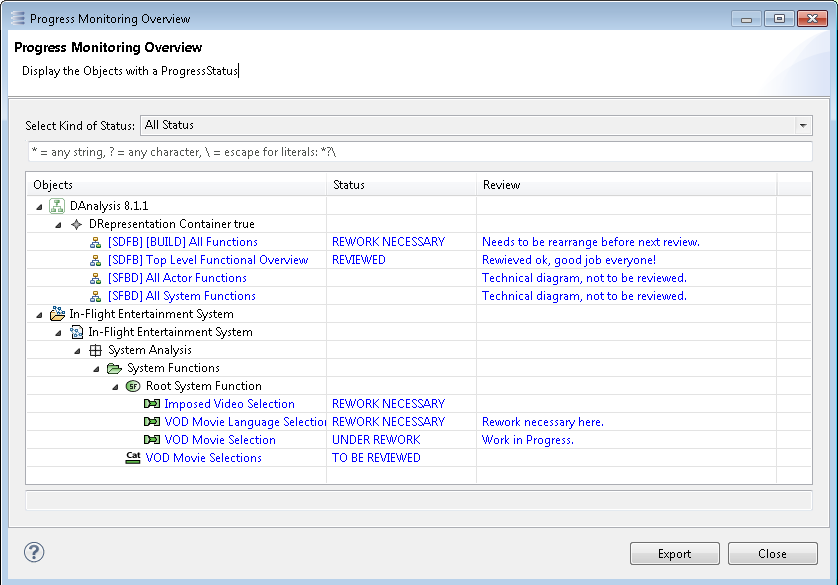 Progress Monitoring Overview
Progress Monitoring Overview
Display the Objects with a ProgressStatus
Select Kind of Status: All Status
* = any string, ? = any character, \ = escape for literals: *?\
Objects Status Review
DAnalysis 8.1.1
DRepresentation Container true
[SDFB] [BUILD] All Functions REWORK NECESSARY Needs to be rearrange before next review.
[SDFB] Top Level Functional Overview REVIEWED Rewieved ok, good job everyone!
[SFBD] All Actor Functions Technical diagram, not to be reviewed.
[SFBD] All System Functions Technical diagram, not to be reviewed.
In-Flight Entertainment System
In-Flight Entertainment System
System Analysis
System Functions
SF Root System Function
Imposed Video Selection REWORK NECESSARY
VOD Movie Language Selection REWORK NECESSARY Rework necessary here.
VOD Movie Selection UNDER REWORK Work in Progress.
Cat VOD Movie Selections TO BE REVIEWED
? Export Close